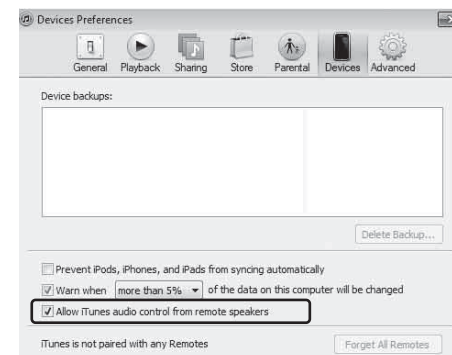 Devices Preferences
General Playback Sharing Store Parental Devices Advanced
Device backups:
Delete Backup...
Prevent iPods, iPhones, and iPads from syncing automatically
Warn when more than 5% of the data on this computer will be changed
Allow iTunes audio control from remote speakers
iTunes is not paired with any Remotes Forget All Remotes